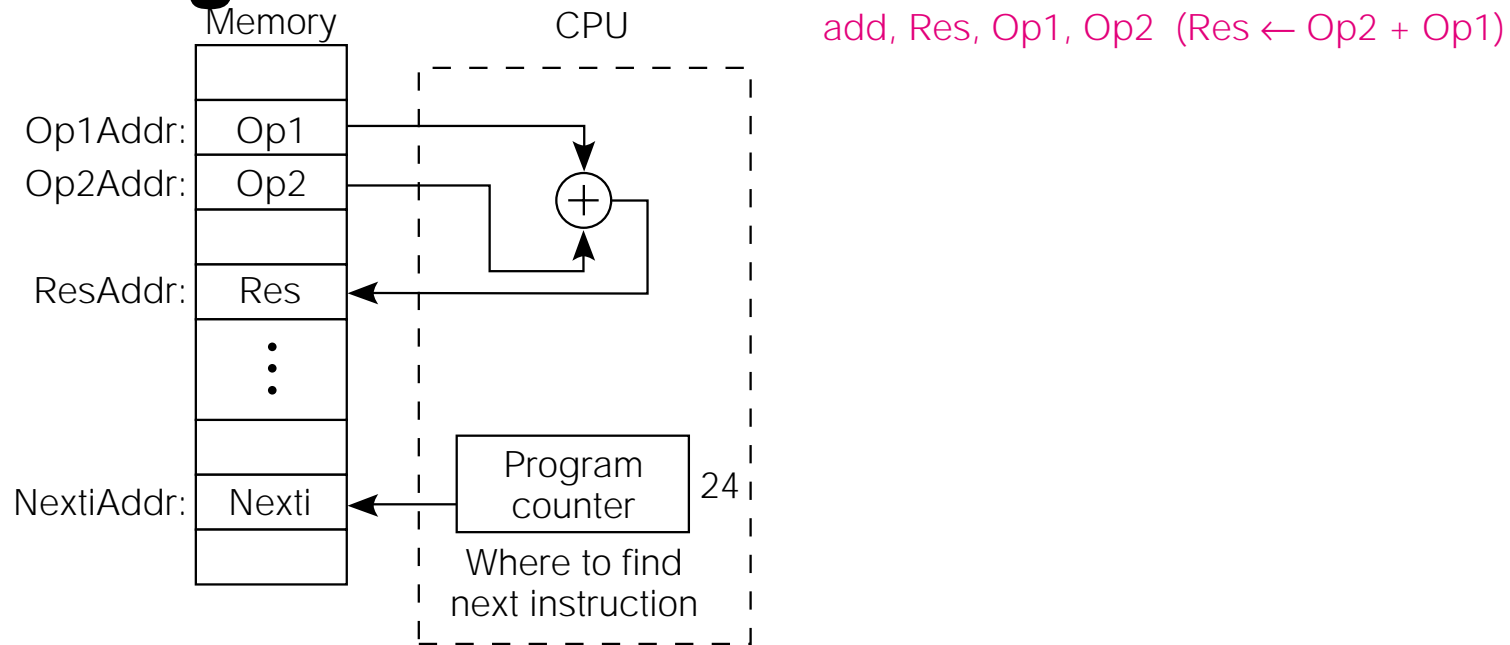 Memory
CPU
add, Res, Op1, Op2 (Res ← Op2 + Op1)
Op1Addr: Op1
Op2Addr: Op2
+
ResAddr: Res
Program
counter
24
NextiAddr: Nexti
Where to find
next instruction